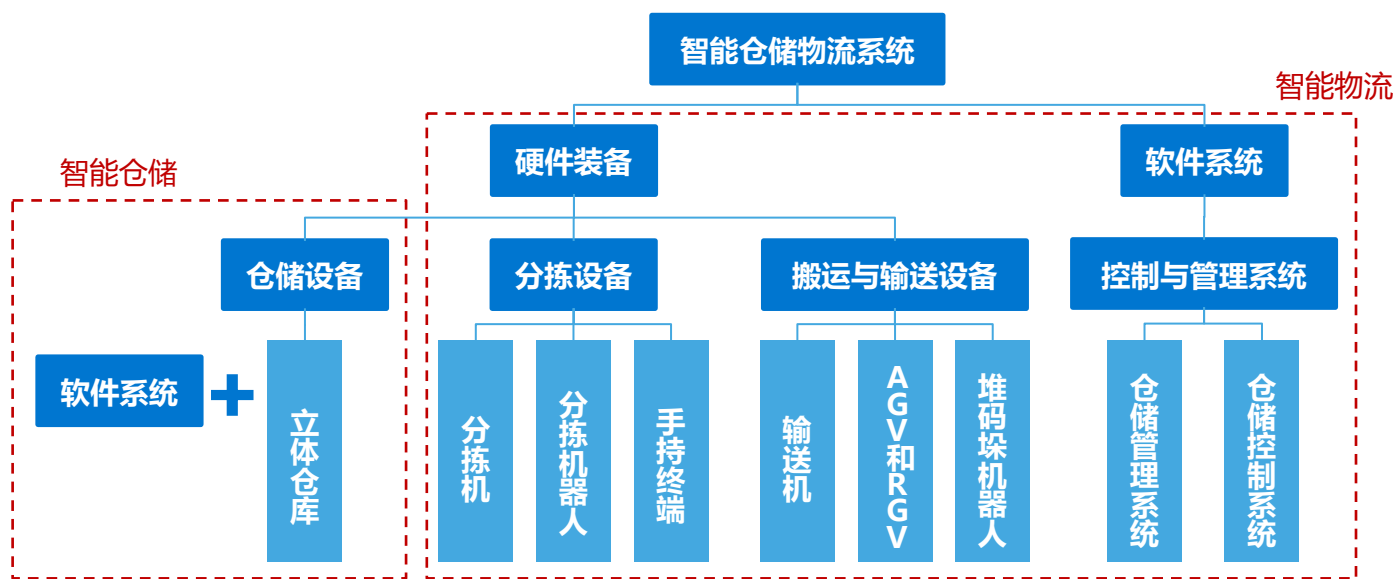 智能仓储物流系统
智能物流
硬件装备
软件系统
智能仓储
仓储设备
分拣设备
搬运与输送设备
控制与管理系统
软件系统
立体仓库
分拣机
分拣机器人
手持终端
输送机
AGV和RGV
堆码垛机器人
仓储管理系统
仓储控制系统